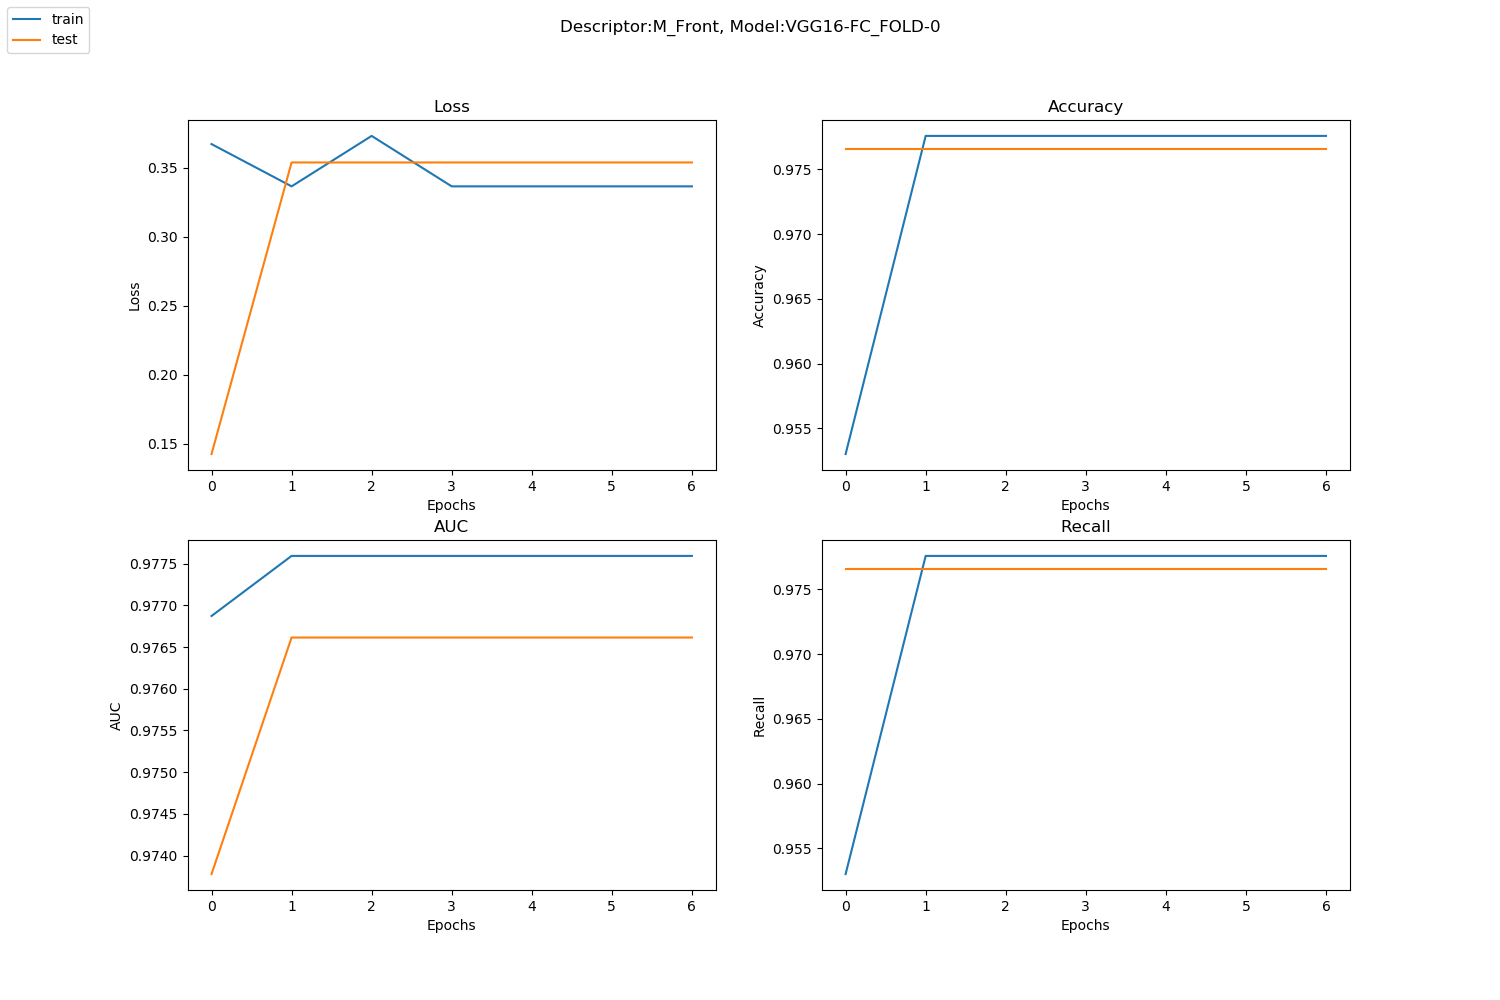 train
test
Descriptor:M_Front, Model:VGG16-FC_FOLD-0
Loss
0.35
0.30
0.25
0.20
0.15
Loss
0 1 2 3 4 5 6
Epochs
Accuracy
0.975
0.970
0.965
0.960
0.955
Accuracy
0 1 2 3 4 5 6
Epochs
AUC
0.9775
0.9770
0.9765
0.9760
0.9755
0.9750
0.9745
0.9740
AUC
0 1 2 3 4 5 6
Epochs
Recall
0.975
0.970
0.965
0.960
0.955
Recall
0 1 2 3 4 5 6
Epochs